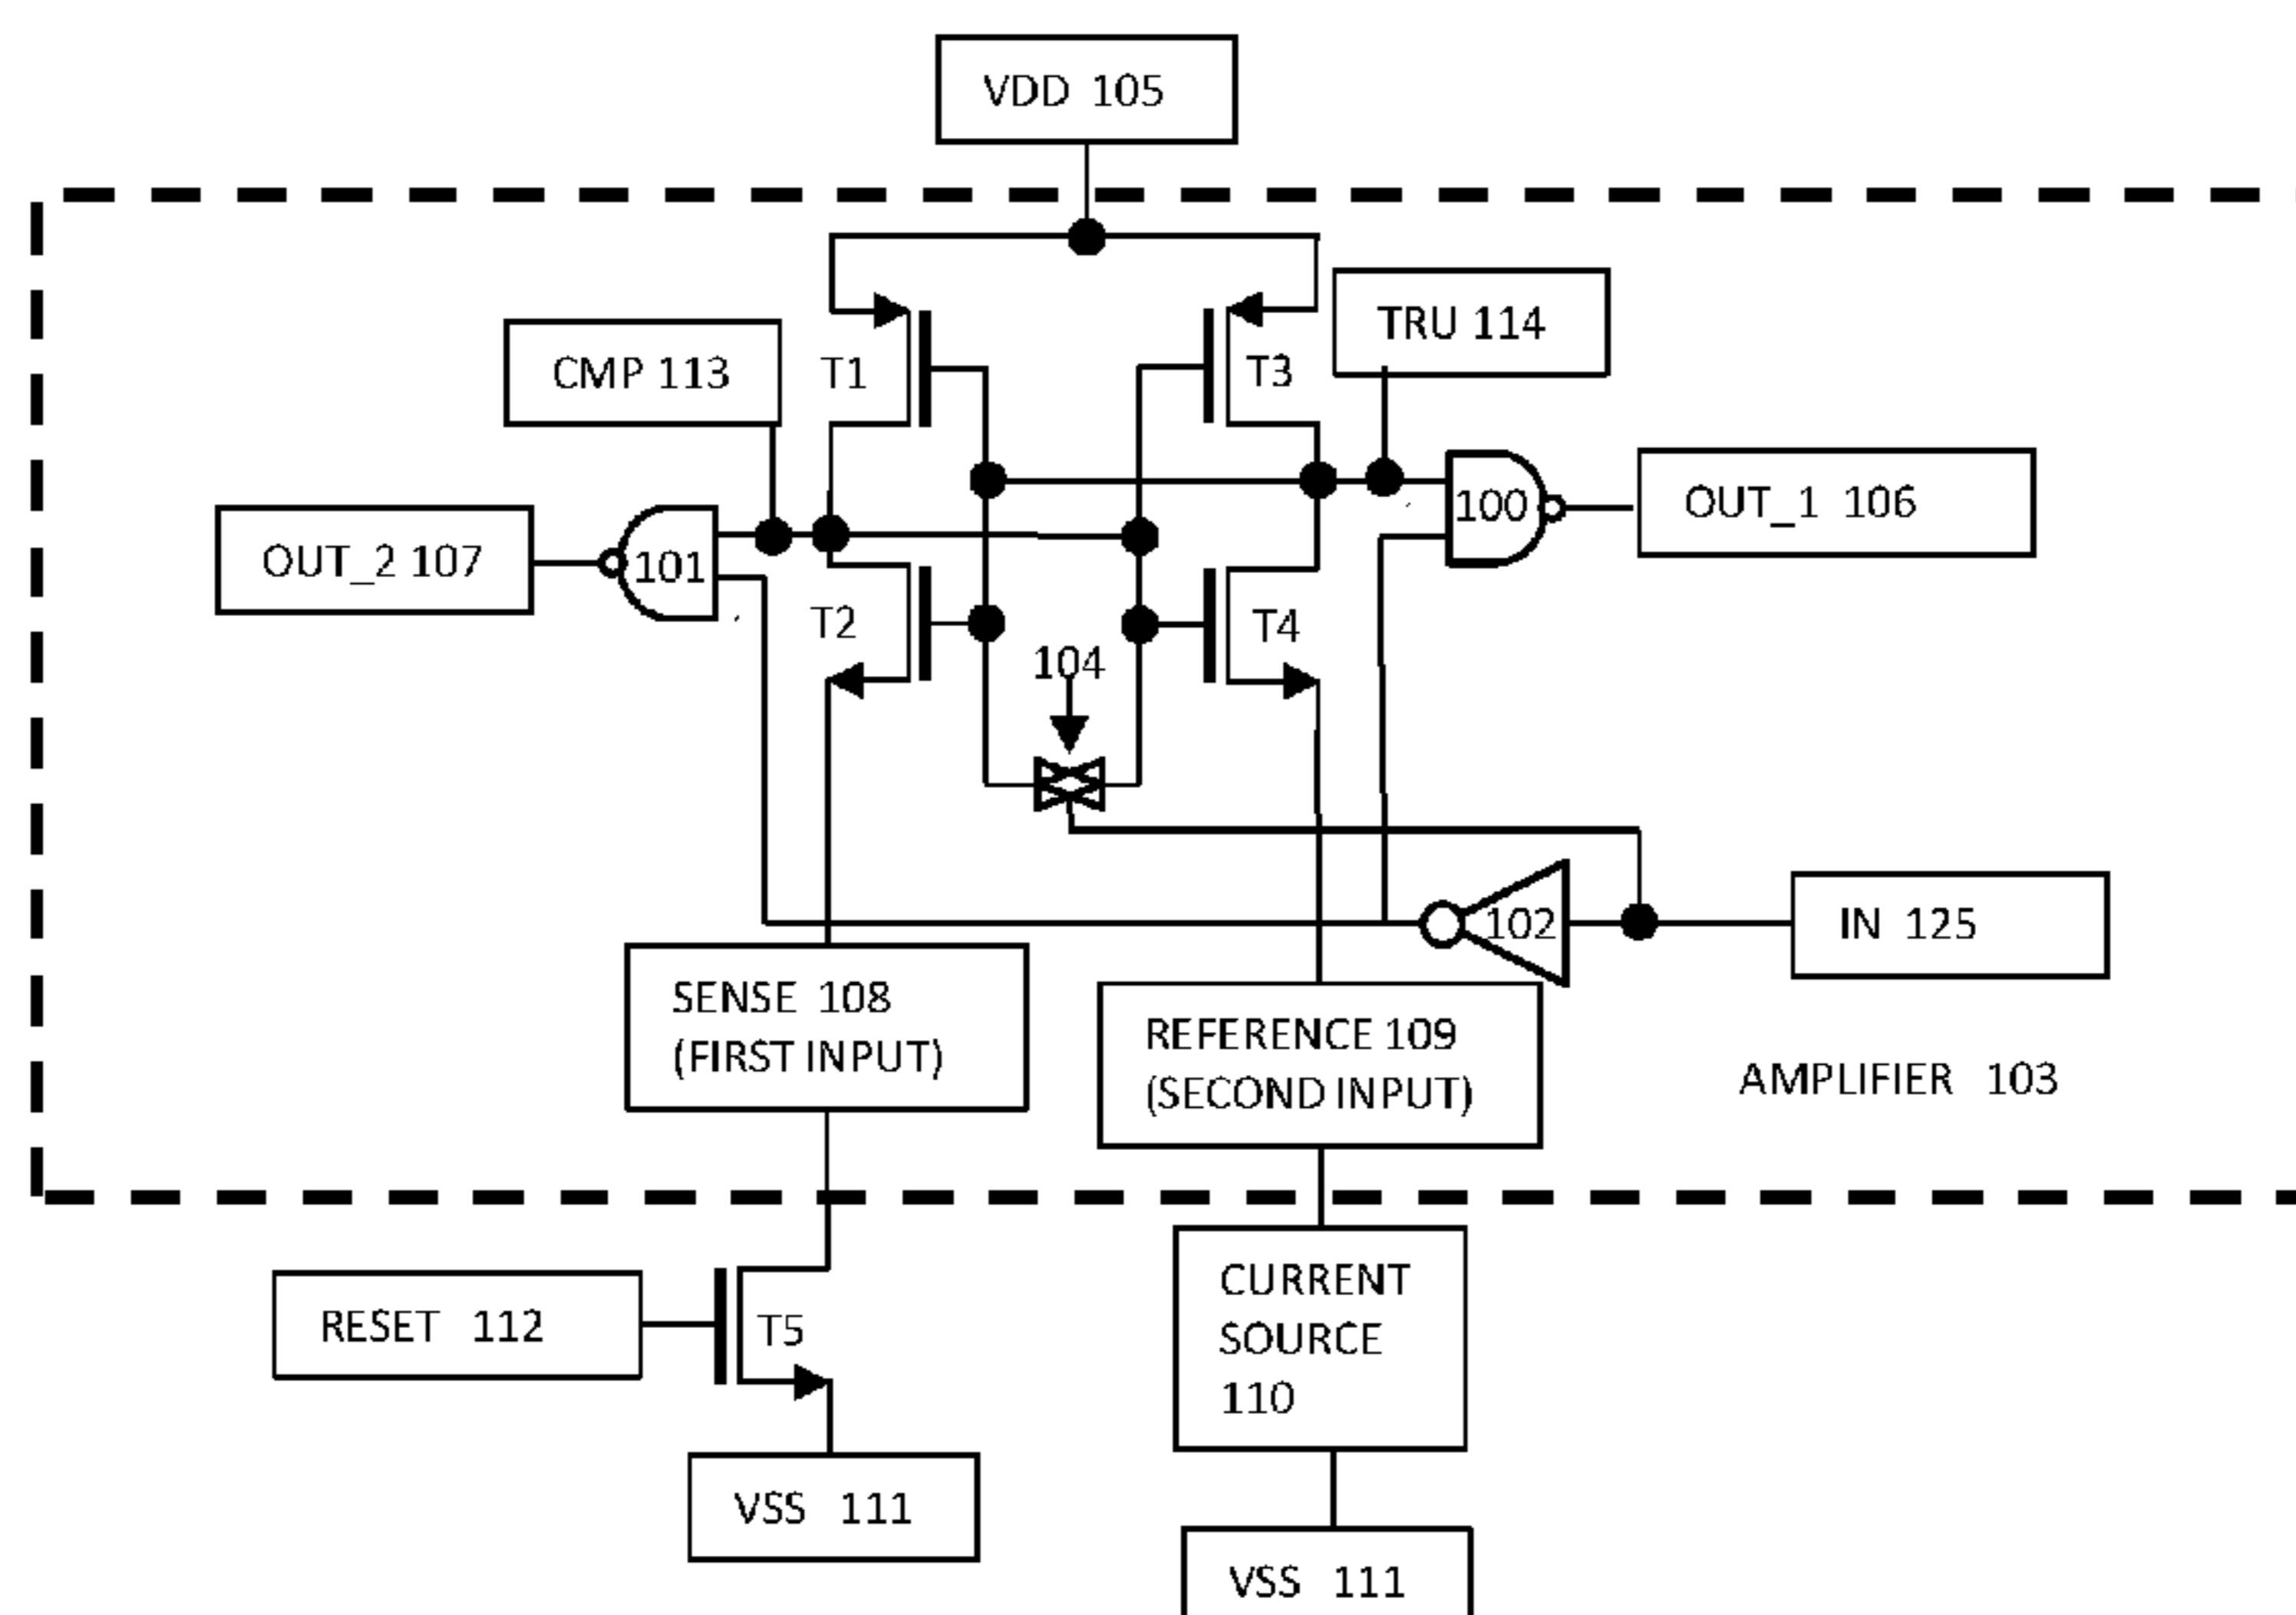 VDD 105
TRU 114
CMP 113
T1
T3
100
OUT_1 106
OUT_2 107
101
T2
T4
104
102
IN 125
SENSE 108
(FIRST INPUT)
REFERENCE 109
(SECOND INPUT)
AMPLIFIER 103
RESET 112
T5
CURRENT
SOURCE
110
VSS 111
VSS 111